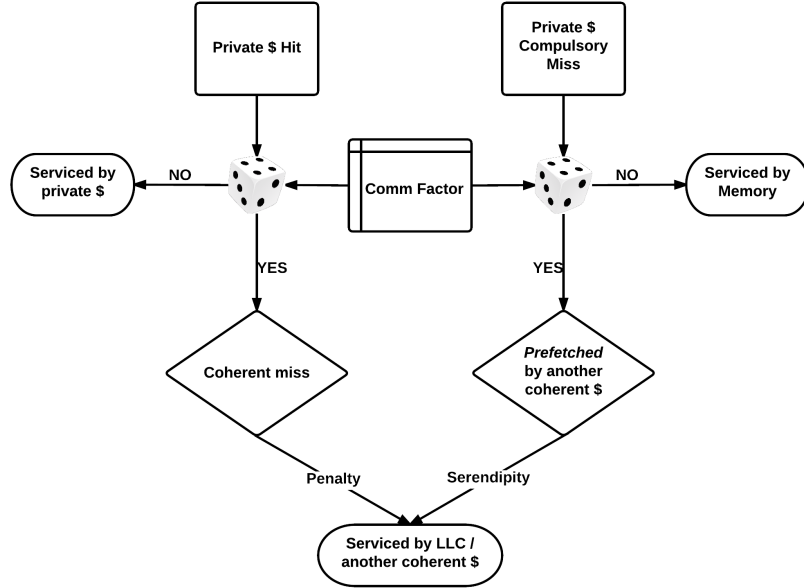 Private $ Hit
Private $
Compulsory
Miss
Serviced by
private $
NO
Comm Factor
NO
Serviced by
Memory
YES
YES
Coherent miss
Prefetched
by another
coherent $
Penalty
Serendipity
Serviced by LLC /
another coherent $